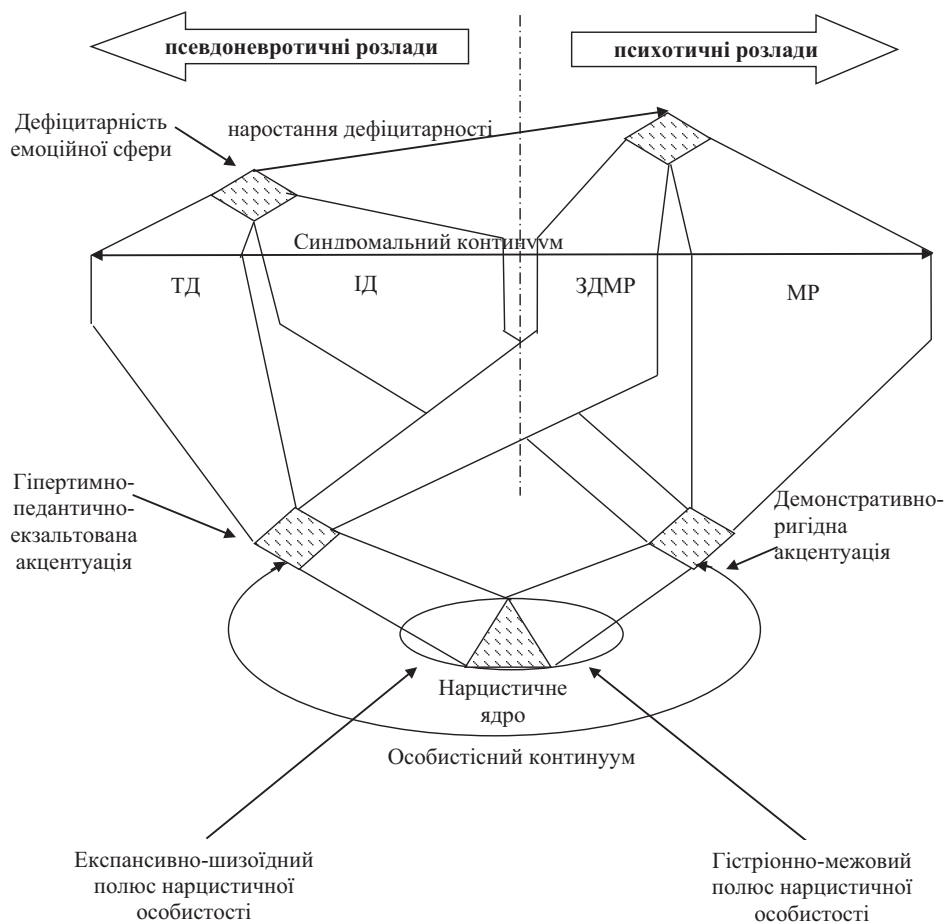 псевдоневротичні розлади
психотичні розлади
Дефіцитарність
емоційної сфери
наростання дефіцитарності
Синдромальний континуум
ТД
ІД
ЗДМР
МР
Гіпертимно-
педантично-
екзальтована
акцентуація
Демонстративно-
ригідна
акцентуація
Нарцистичне
ядро
Особистісний континуум
Експансивно-шизоїдний
полюс нарцистичної
особистості
Гістріонно-межовий
полюс нарцистичної
особистості